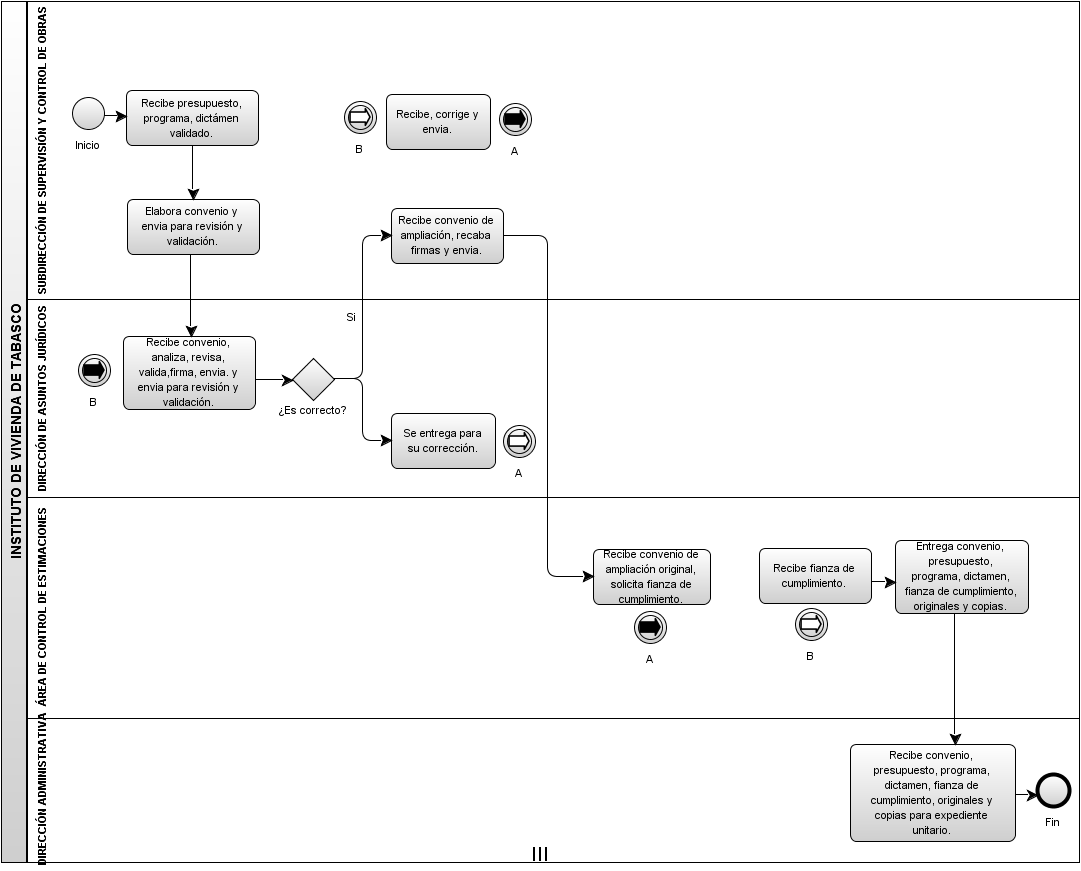 INSTITUTO DE VIVIENDA DE TABASCO
SUBDIRECCIÓN DE SUPERVISIÓN Y CONTROL DE OBRAS
Inicio
Recibe presupuesto,
programa, dictámen
validado.
B
Recibe, corrige y
envia.
A
Elabora convenio y
envia para revisión y
validación.
Recibe convenio de
ampliación, recaba
firmas y envia.
DIRECCIÓN DE ASUNTOS JURÍDICOS
Si
B
Recibe convenio,
analiza, revisa,
valida,firma, envia. y
envia para revisión y
validación.
¿Es correcto?
Se entrega para
su corrección.
A
ÁREA DE CONTROL DE ESTIMACIONES
Recibe convenio de
ampliación original,
solicita fianza de
cumplimiento.
A
Recibe fianza de
cumplimiento.
B
Entrega convenio,
presupuesto,
programa, dictamen,
fianza de cumplimiento,
originales y copias.
DIRECCIÓN ADMINISTRATIVA
Recibe convenio,
presupuesto, programa,
dictamen, fianza de
cumplimiento, originales y
copias para expediente
unitario.
Fin